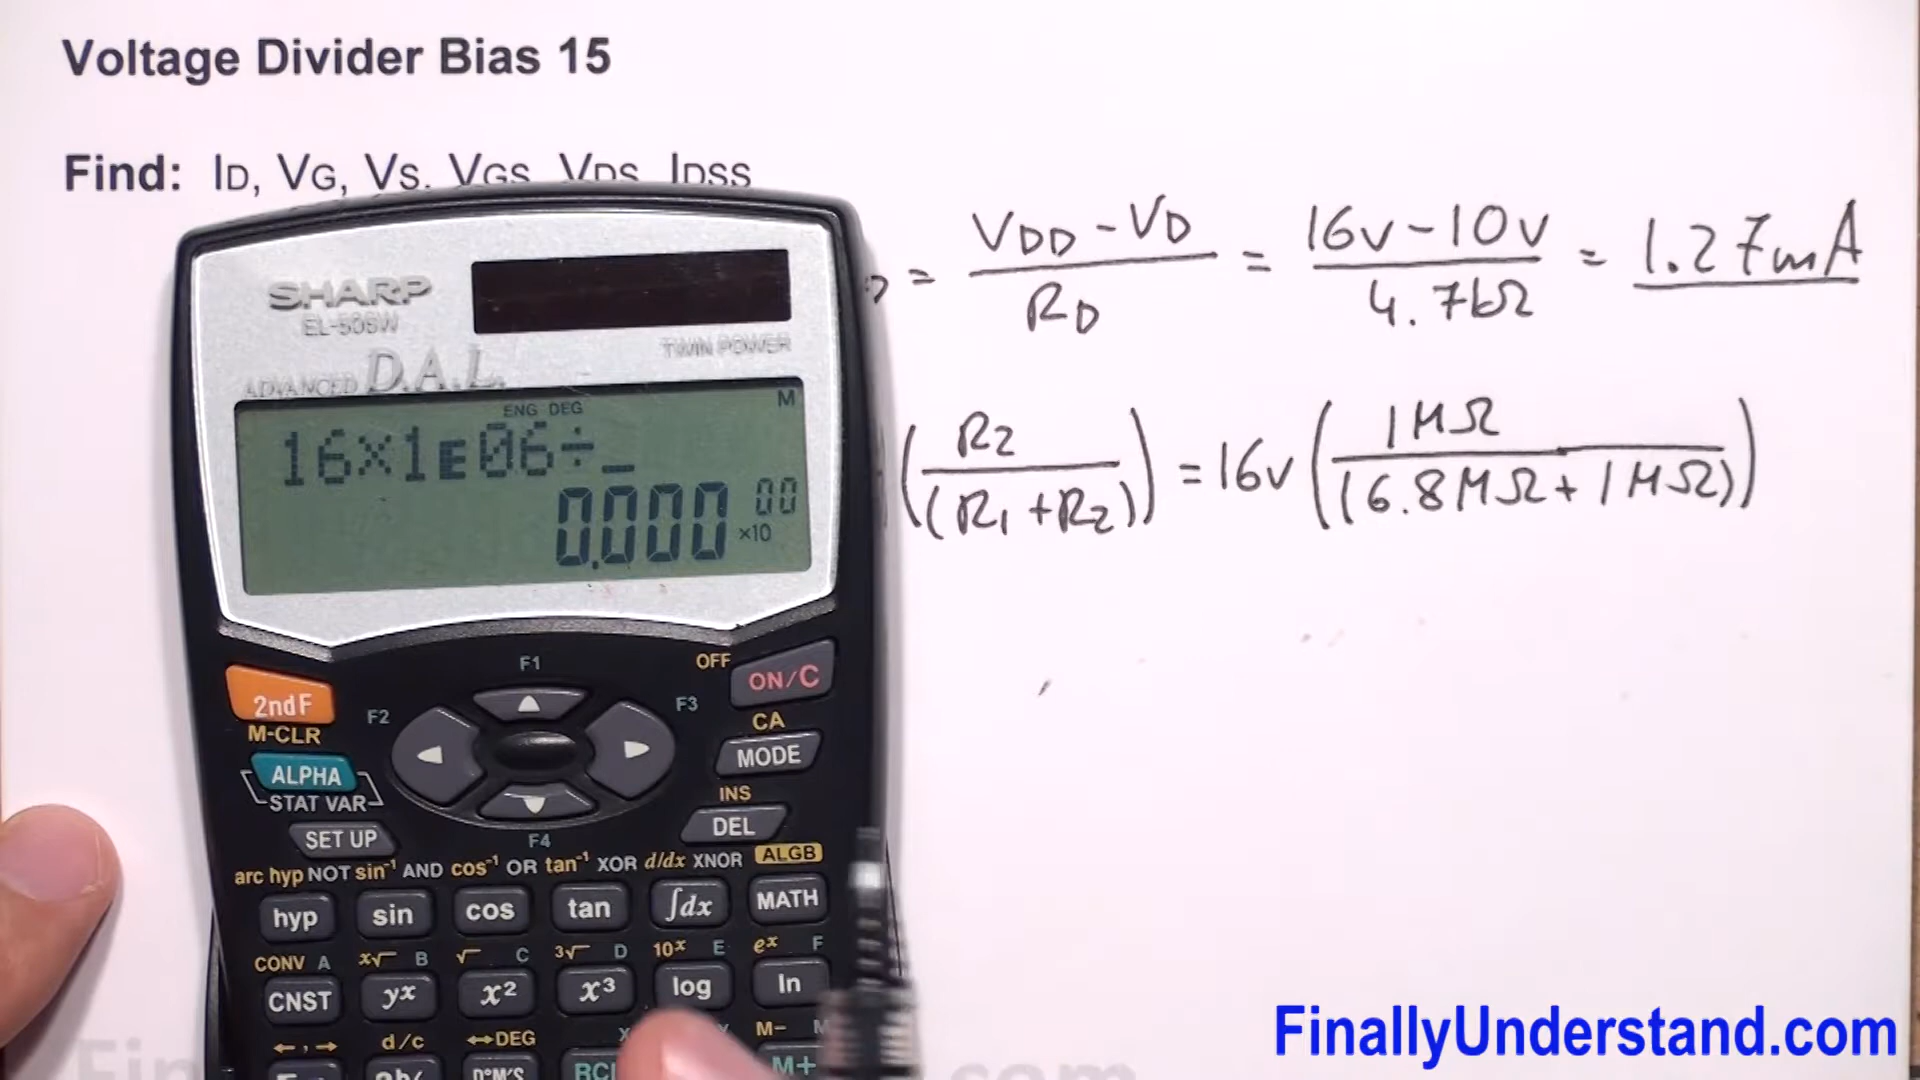 Voltage Divider Bias 15
Find: ID, VG, VS, VGS, VDS, IDSS
= VDD - VD / RD = 16v - 10v / 4.7kΩ = 1.27mA
(R2 / (R1 + R2)) = 16v (1MΩ / (6.8MΩ + 1MΩ))
SHARP
EL-506W
TWIN POWER
ADVANCED D.A.L.
ENG DEG M
16×1E06÷_
0.000 ×10 00
F1
OFF
2ndF ON/C
F2 F3
M-CLR CA
ALPHA MODE
STAT VAR INS
SET UP F4 DEL
arc hyp NOT sin⁻¹ AND cos⁻¹ OR tan⁻¹ XOR d/dx XNOR ALGB
hyp sin cos tan ∫dx MATH
CONV A x√ B √ C 3√ D 10x E ex F
CNST yx x² x³ log ln
←,→ d/c ↔DEG M-
D°M'S RCL M+
FinallyUnderstand.com